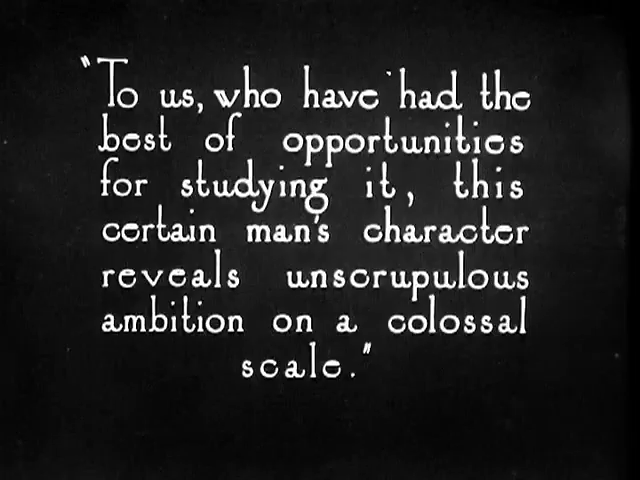 "To us, who have had the
best of opportunities
for studying it, this
certain man's character
reveals unscrupulous
ambition on a colossal
scale."